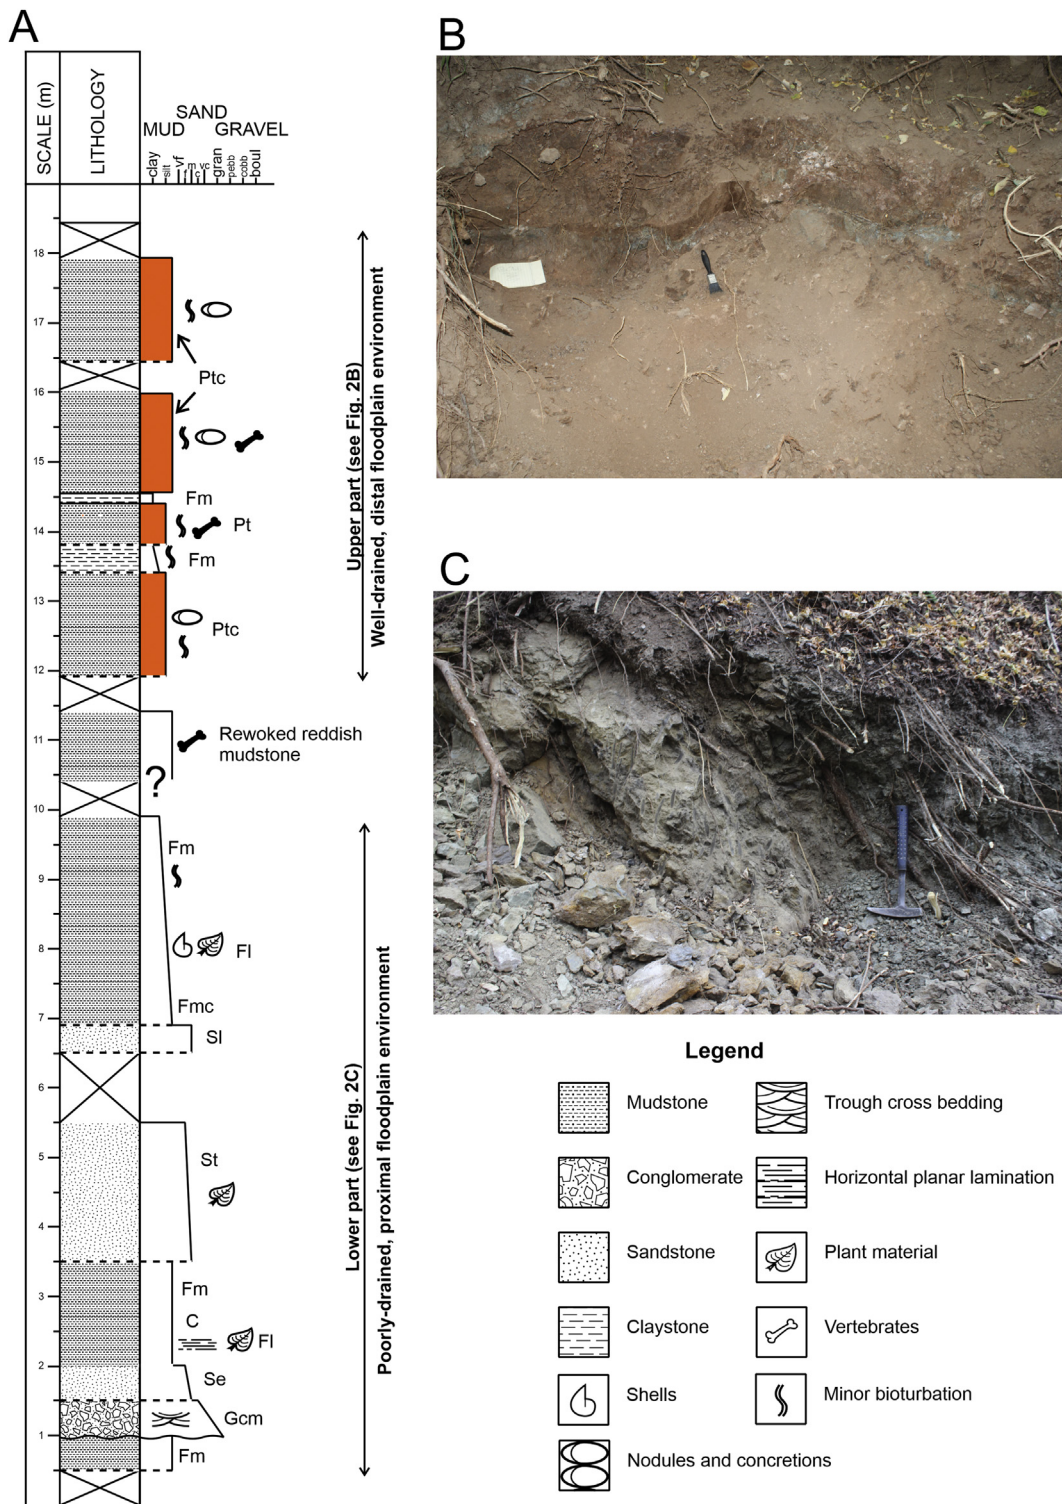 A
SCALE (m)
LITHOLOGY
SAND
MUD
GRAVEL
clay
silt
vf
f
m
c
vc
gran
pebb
cobb
boul
18
17
Ptc
16
15
Fm
14
Pt
Fm
13
Ptc
12
Upper part (see Fig. 2B)
Well-drained, distal floodplain environment
11
Rewoked reddish
mudstone
?
10
Fm
9
8
Fl
Fmc
7
Sl
6
5
St
4
Fm
3
C
Fl
2
Se
Gcm
1
Fm
Lower part (see Fig. 2C)
Poorly-drained, proximal floodplain environment
B
C
Legend
Mudstone
Trough cross bedding
Conglomerate
Horizontal planar lamination
Sandstone
Plant material
Claystone
Vertebrates
Shells
Minor bioturbation
Nodules and concretions